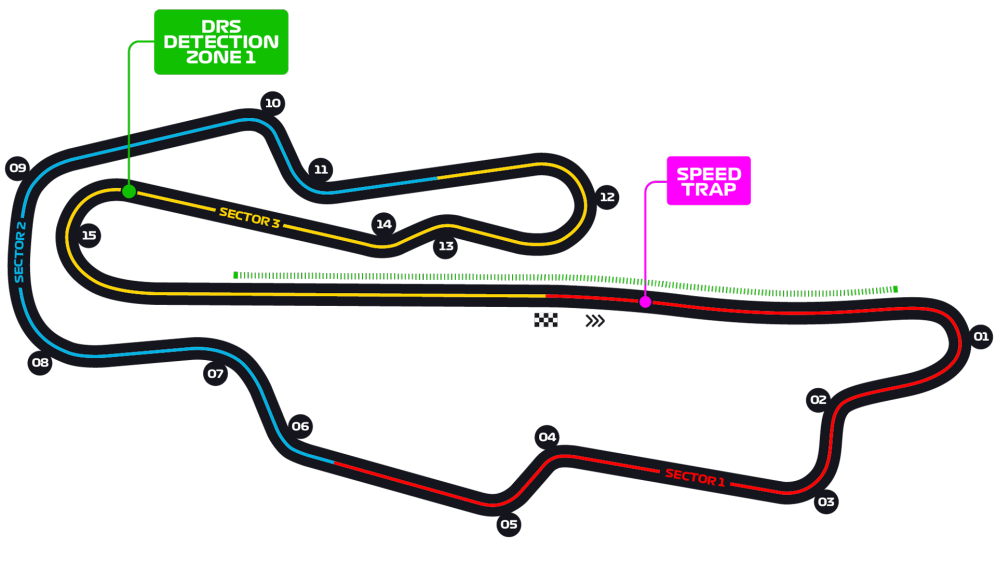 DRS
DETECTION
ZONE 1
10
09
11
SPEED
TRAP
12
SECTOR 3
14
13
15
SECTOR 2
01
08
07
02
06
04
SECTOR 1
03
05